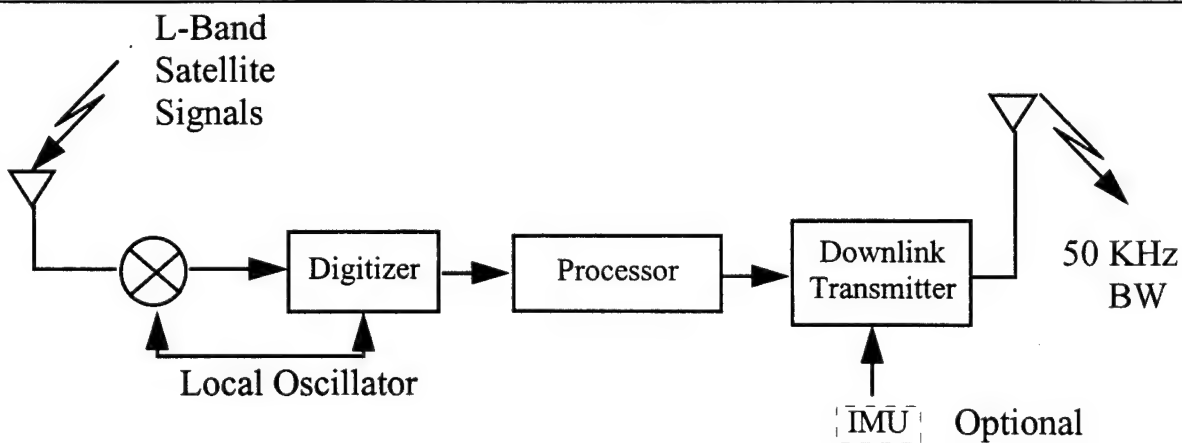 L-Band
Satellite
Signals
Digitizer
Processor
Downlink
Transmitter
50 KHz
BW
Local Oscillator
IMU Optional